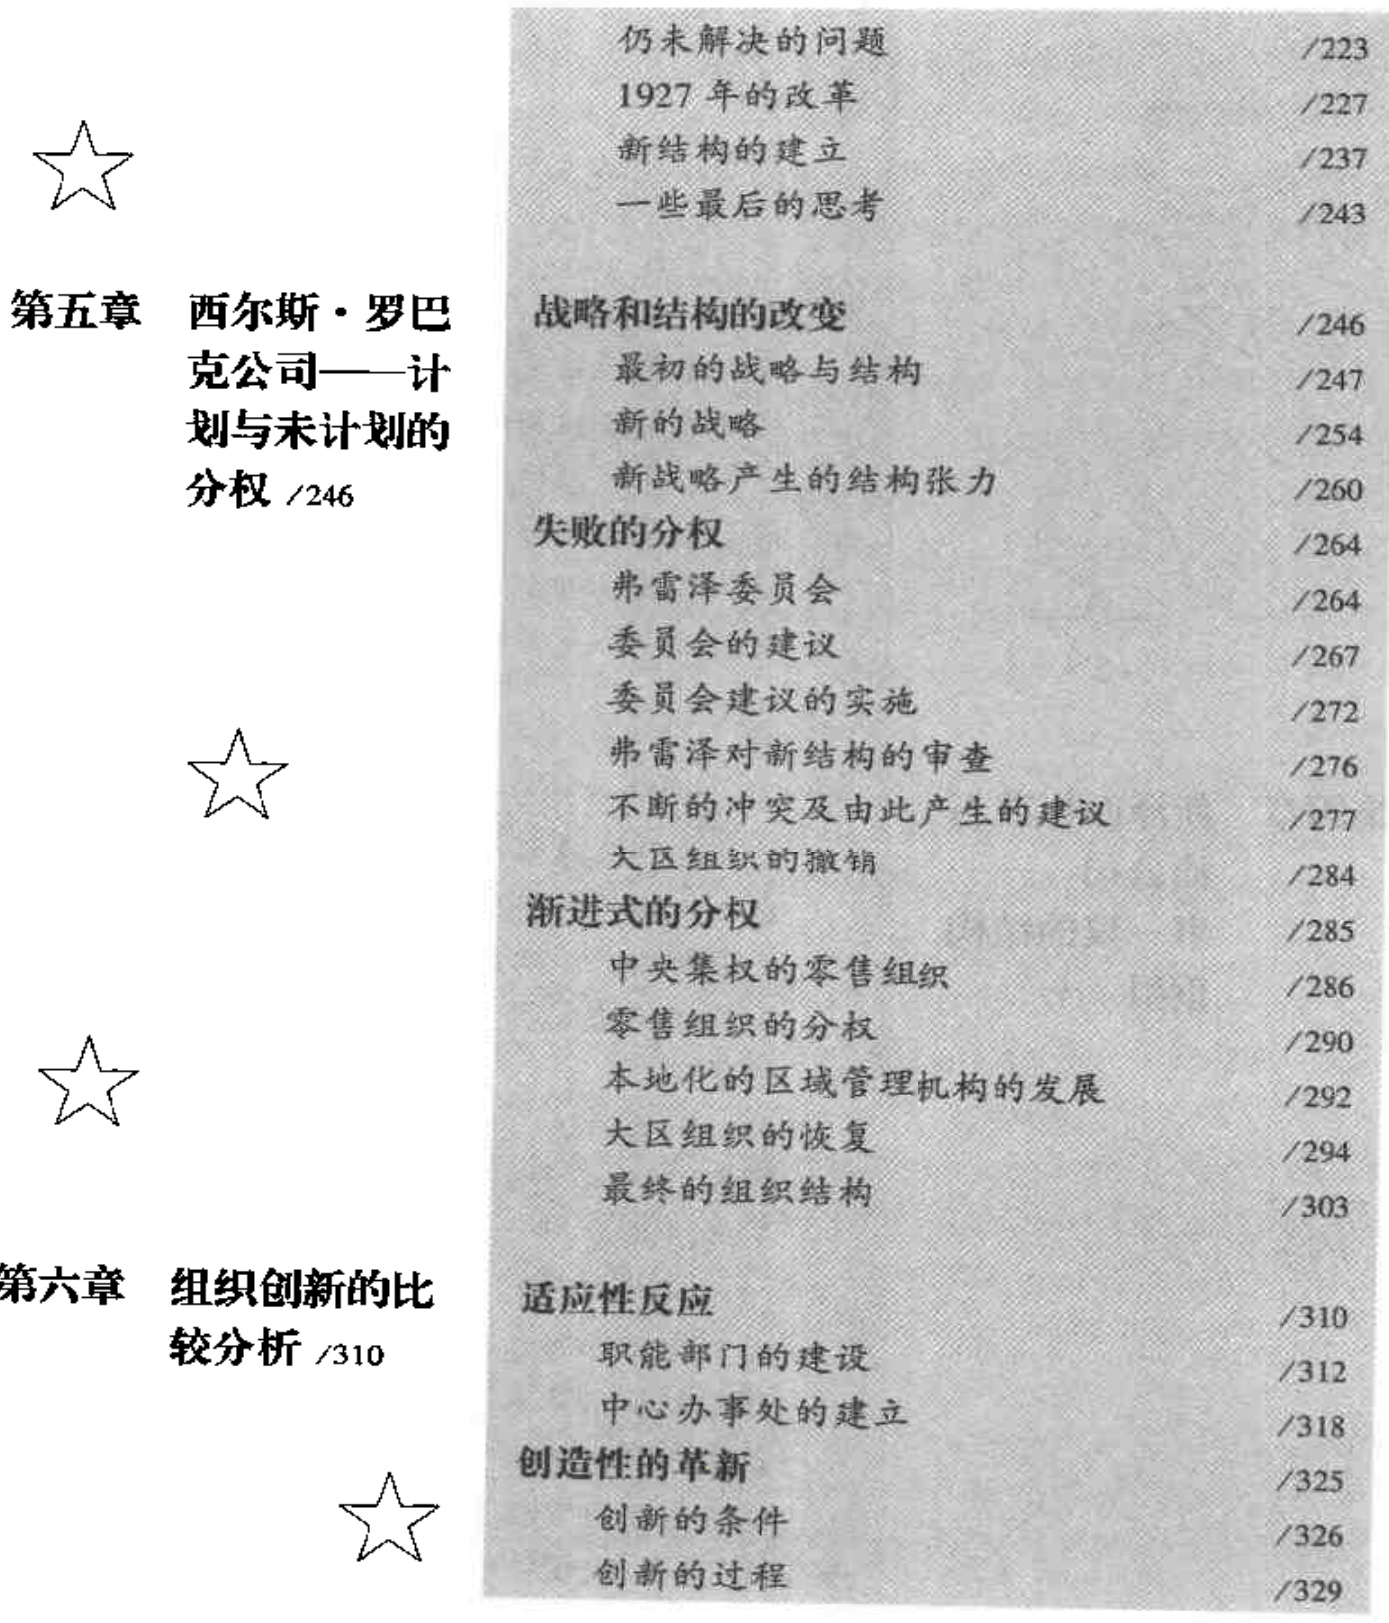 仍未解决的问题 /223
1927 年的改革 /227
新结构的建立 /237
一些最后的思考 /243
第五章 西尔斯·罗巴
克公司——计
划与未计划的
分权 /246
战略和结构的改变 /246
最初的战略与结构 /247
新的战略 /254
新战略产生的结构张力 /260
失败的分权 /264
弗雷泽委员会 /264
委员会的建议 /267
委员会建议的实施 /272
弗雷泽对新结构的审查 /276
不断的冲突及由此产生的建议 /277
大区组织的撤销 /284
渐进式的分权 /285
中央集权的零售组织 /286
零售组织的分权 /290
本地化的区域管理机构的发展 /292
大区组织的恢复 /294
最终的组织结构 /303
第六章 组织创新的比
较分析 /310
适应性反应 /310
职能部门的建设 /312
中心办事处的建立 /318
创造性的革新 /325
创新的条件 /326
创新的过程 /329